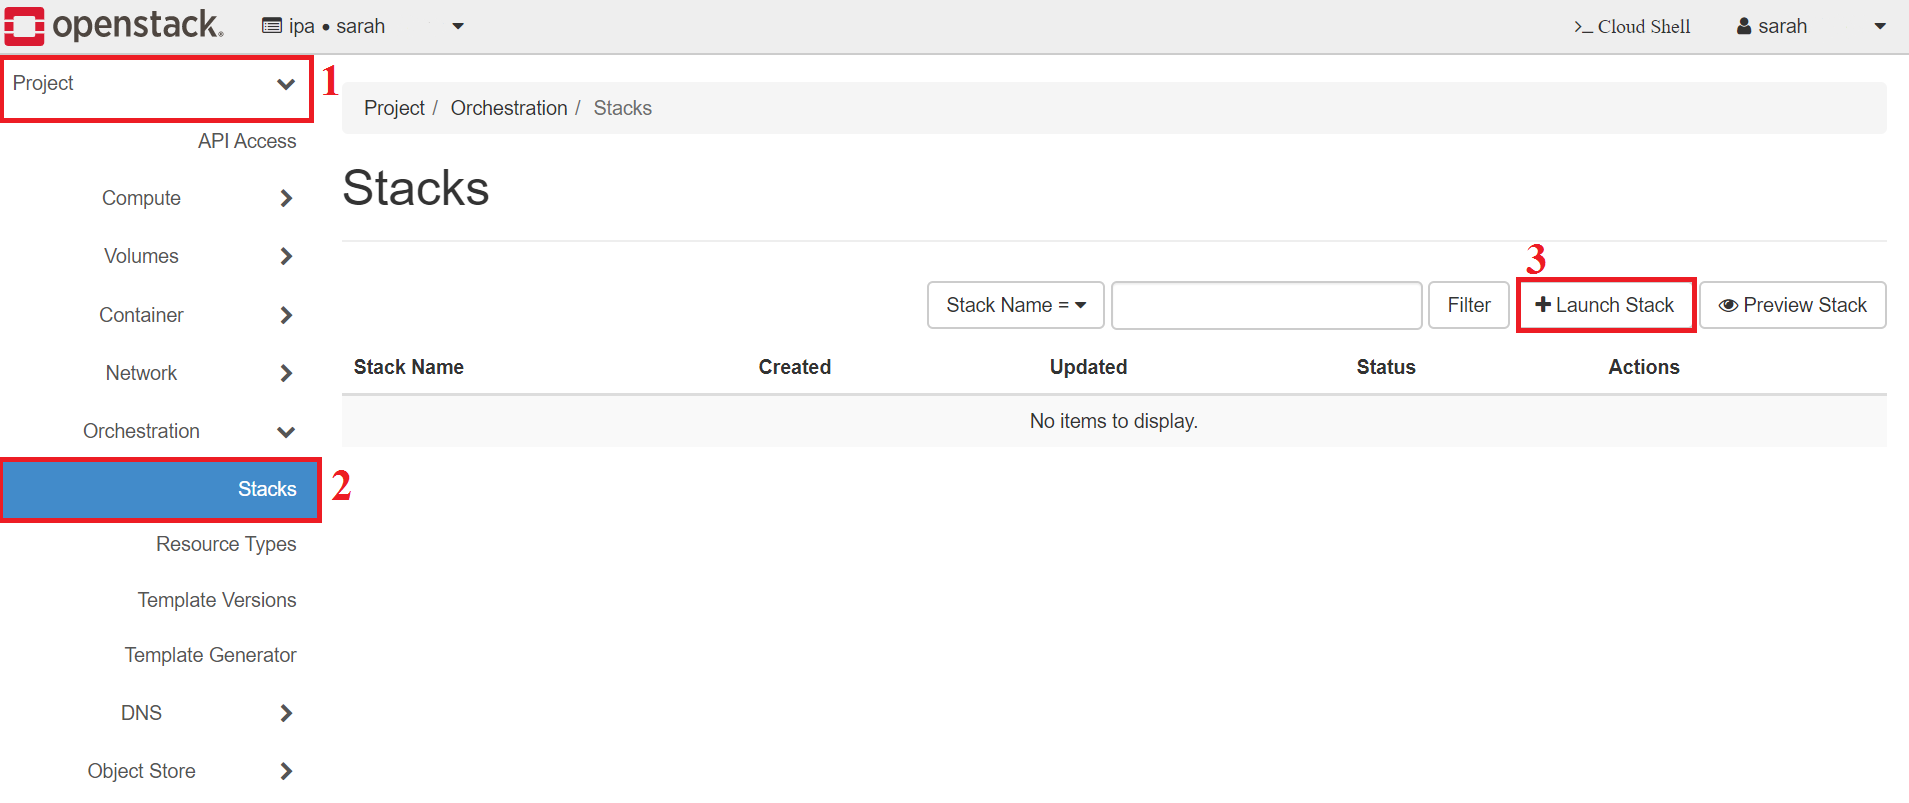 openstack. ipa • sarah >_ Cloud Shell sarah
Project 1
API Access
Compute
Volumes
Container
Network
Orchestration
Stacks 2
Resource Types
Template Versions
Template Generator
DNS
Object Store
Project / Orchestration / Stacks
Stacks
3
Stack Name = Filter Launch Stack Preview Stack
Stack Name Created Updated Status Actions
No items to display.